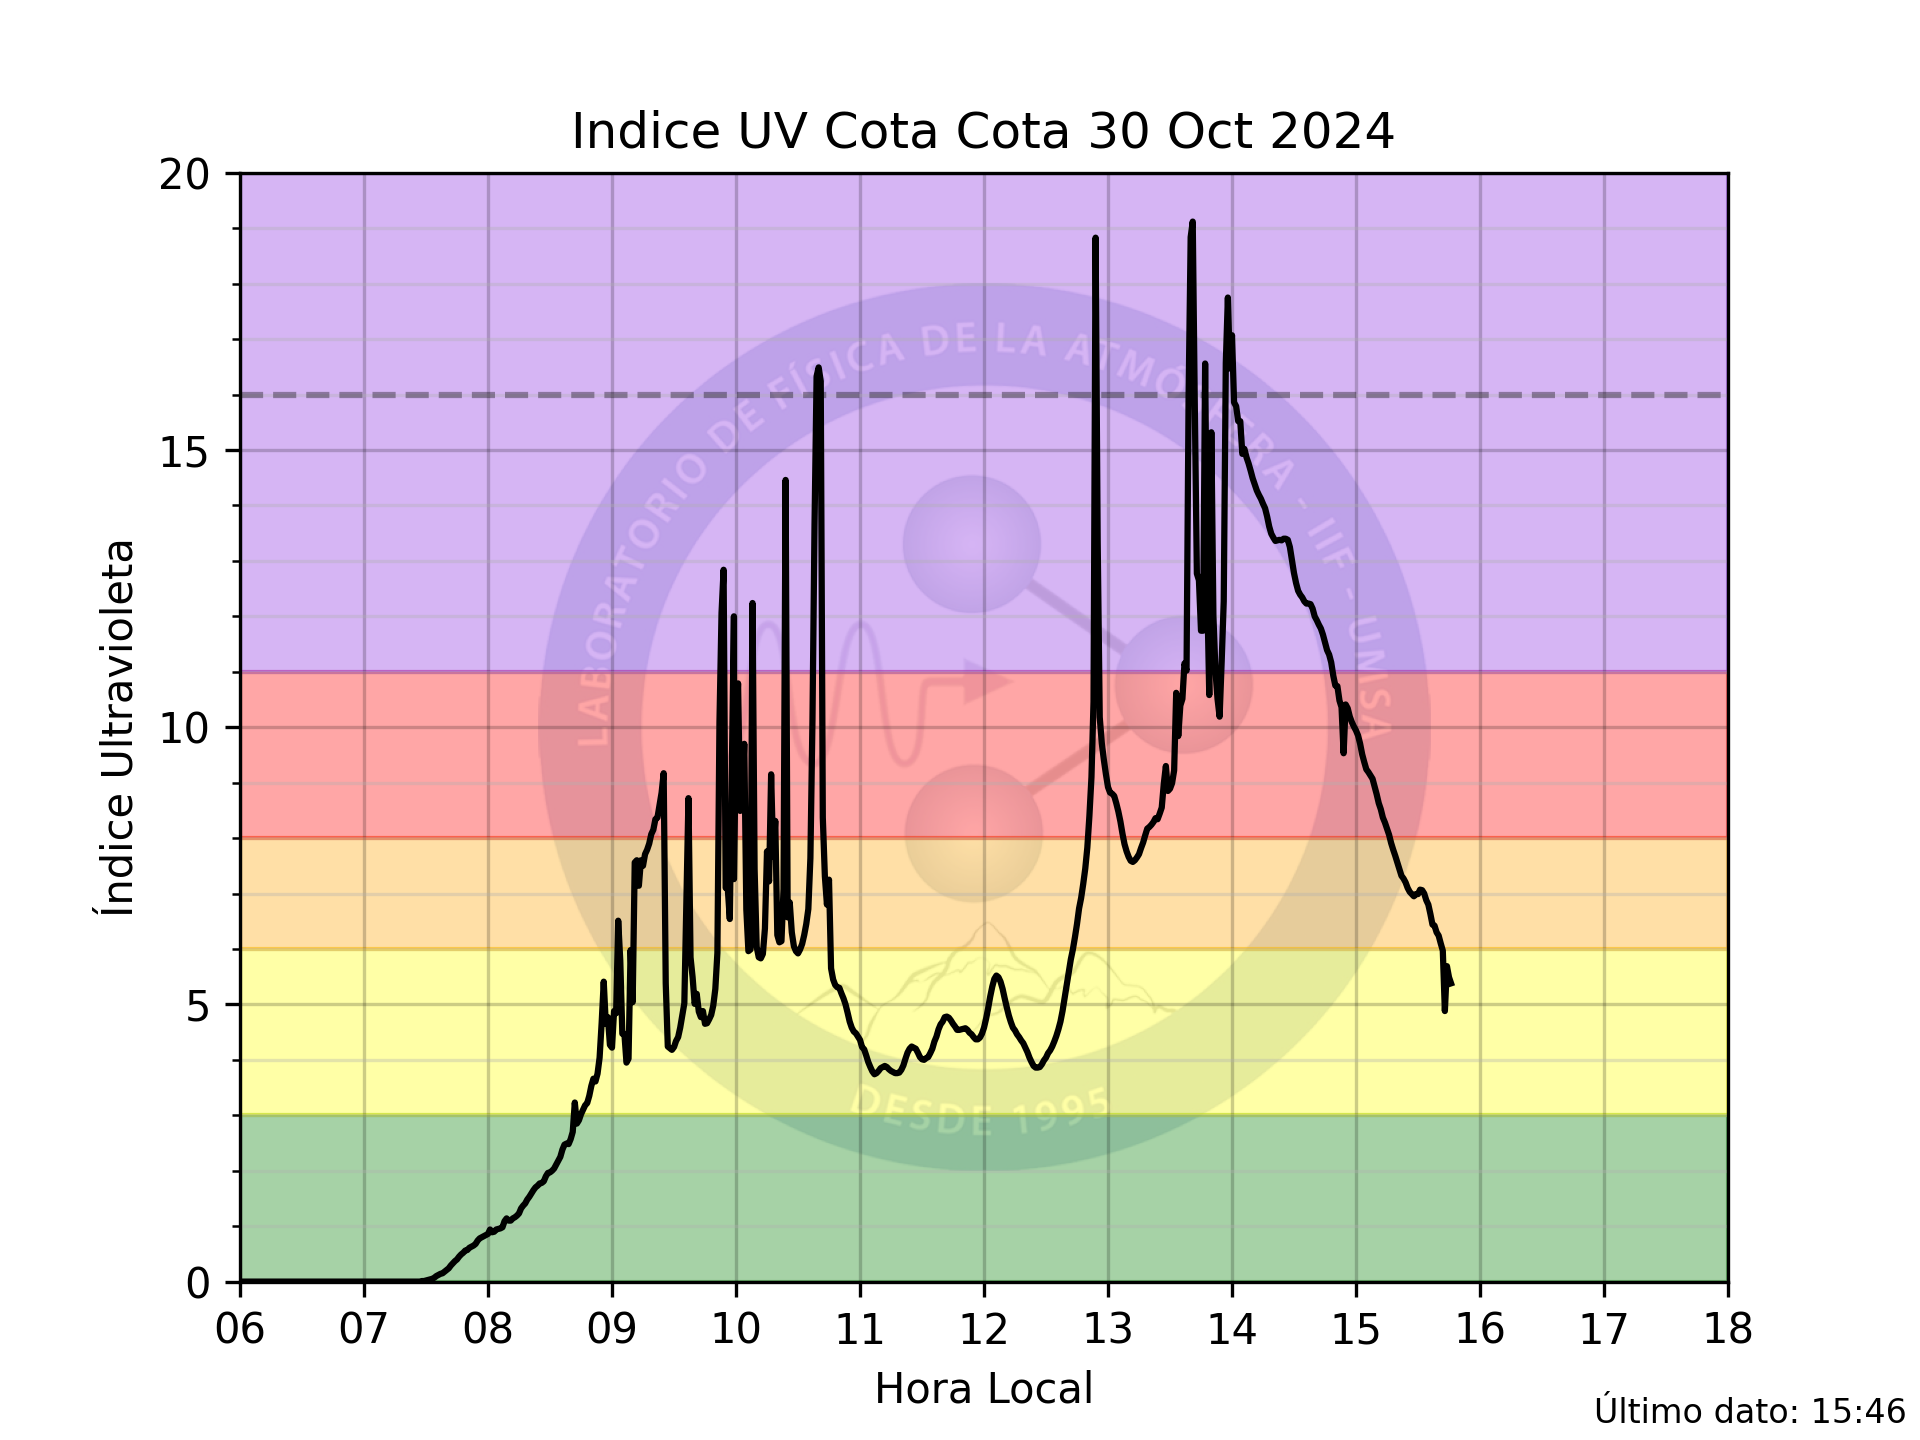 Indice UV Cota Cota 30 Oct 2024
20
15
10
5
0
Índice Ultravioleta
LABORATORIO DE FÍSICA DE LA ATMÓSFERA - IIF - UMSA
DESDE 1995
06 07 08 09 10 11 12 13 14 15 16 17 18
Hora Local
Último dato: 15:46